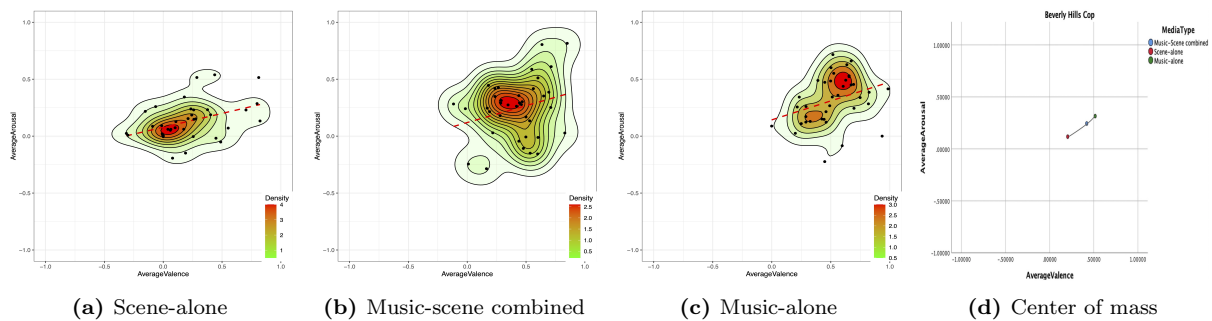 AverageArousal
1.0
0.5
0.0
−0.5
−1.0
Density
4
3
2
1
−1.0 −0.5 0.0 0.5 1.0
AverageValence
(a) Scene-alone
AverageArousal
1.0
0.5
0.0
−0.5
−1.0
Density
2.5
2.0
1.5
1.0
0.5
−1.0 −0.5 0.0 0.5 1.0
AverageValence
(b) Music-scene combined
AverageArousal
1.0
0.5
0.0
−0.5
−1.0
Density
3.0
2.5
2.0
1.5
1.0
0.5
−1.0 −0.5 0.0 0.5 1.0
AverageValence
(c) Music-alone
Beverly Hills Cop
MediaType
Music-Scene combined
Scene-alone
Music-alone
AverageArousal
1.00000
.50000
.00000
-.50000
-1.00000
-1.00000 -.50000 .00000 .50000 1.00000
AverageValence
(d) Center of mass